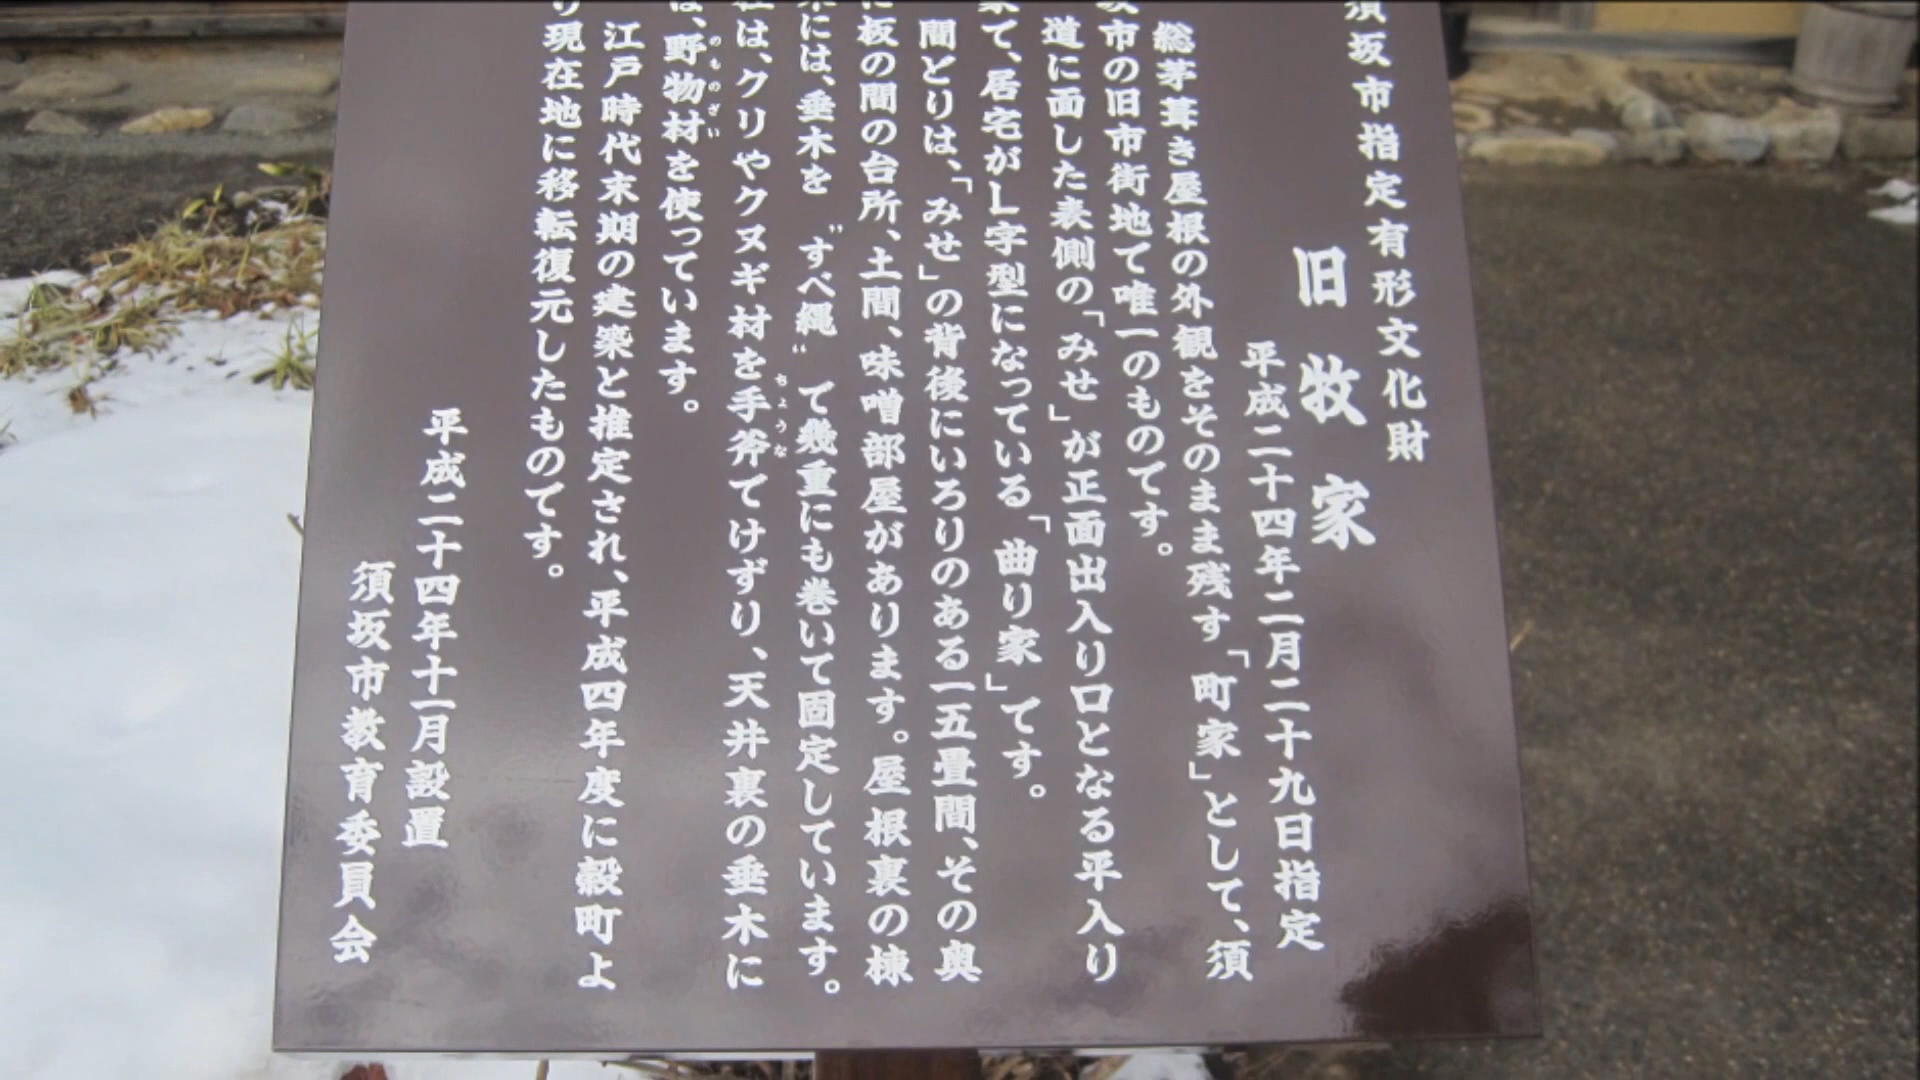 須坂市指定有形文化財
旧牧家
平成二十四年二月二十九日指定
総茅葺き屋根の外観をそのまま残す「町家」として、須
坂市の旧市街地で唯一のものです。
道に面した表側の「みせ」が正面出入り口となる平入り
家で、居宅がL字型になっている「曲り家」です。
間どりは、「みせ」の背後にいろりのある一五畳間、その奥
に板の間の台所、土間、味噌部屋があります。屋根裏の棟
木には、垂木を〝すべ縄〟で幾重にも巻いて固定しています。
は、クリやクヌギ材を手斧でけずり、天井裏の垂木に
ちょうな
は、野物材を使っています。
のものざい
江戸時代末期の建築と推定され、平成四年度に穀町よ
り現在地に移転復元したものです。
平成二十四年十一月設置
須坂市教育委員会